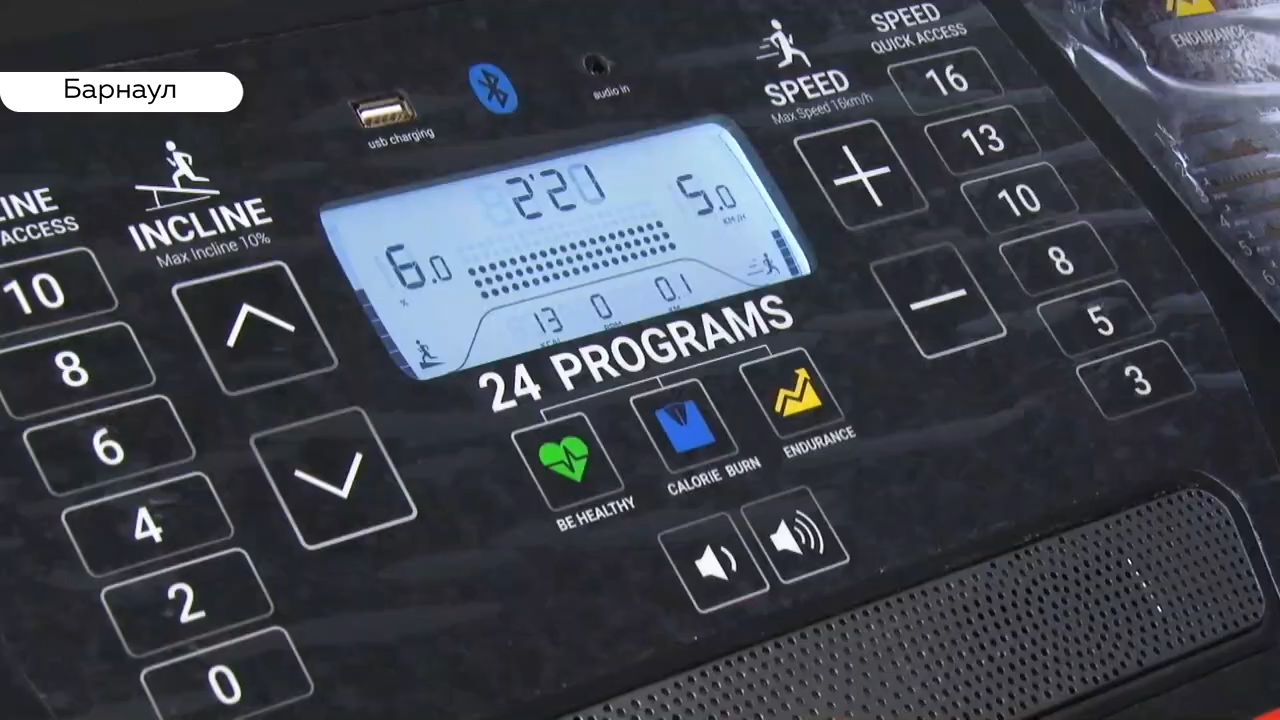 Барнаул
usb charging
audio in
SPEED
Max Speed 16km/h
SPEED
QUICK ACCESS
16
13
10
8
5
3
ENDURANCE
INCLINE
Max Incline 10%
ACCESS
10
8
6
4
2
0
2'22
5.0
KM/H
6.0
%
13
0
0.1
24 PROGRAMS
BE HEALTHY
CALORIE BURN
ENDURANCE